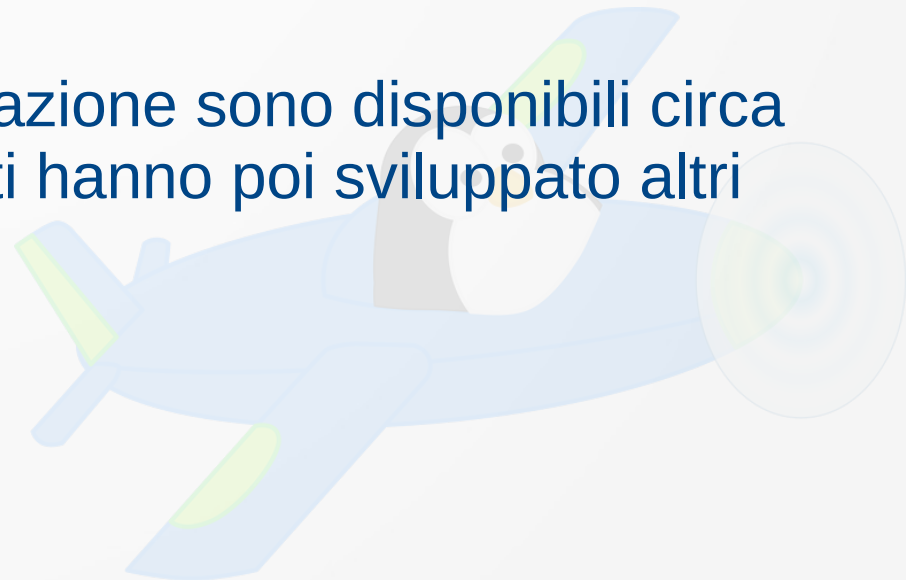 azione sono disponibili circa
ti hanno poi sviluppato altri